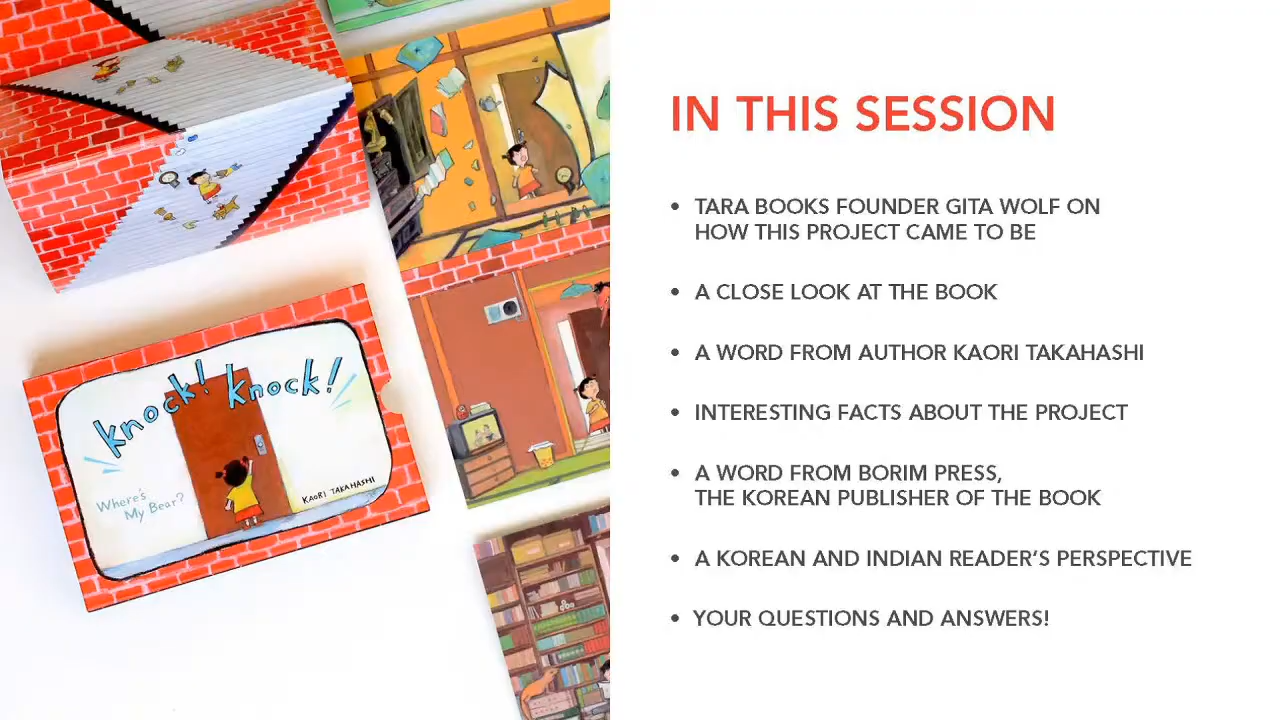 knock! knock!
Where's
My Bear?
KAORI TAKAHASHI
IN THIS SESSION
• TARA BOOKS FOUNDER GITA WOLF ON
HOW THIS PROJECT CAME TO BE
• A CLOSE LOOK AT THE BOOK
• A WORD FROM AUTHOR KAORI TAKAHASHI
• INTERESTING FACTS ABOUT THE PROJECT
• A WORD FROM BORIM PRESS,
THE KOREAN PUBLISHER OF THE BOOK
• A KOREAN AND INDIAN READER'S PERSPECTIVE
• YOUR QUESTIONS AND ANSWERS!